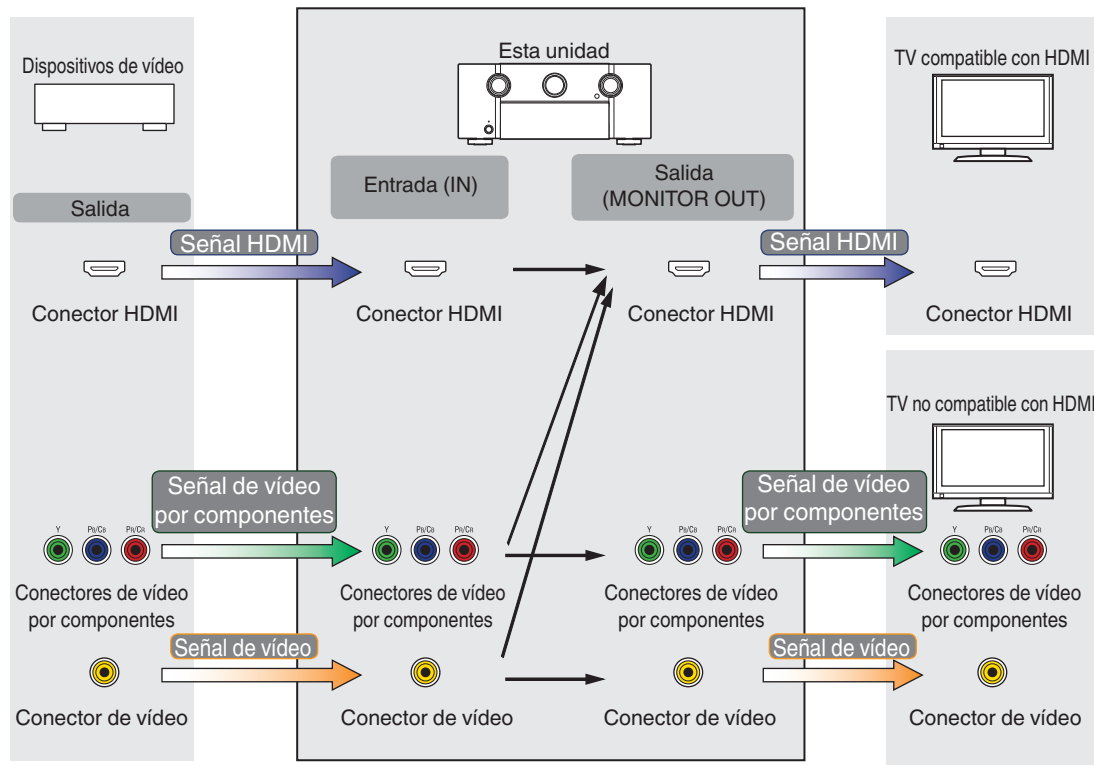 Dispositivos de vídeo
Esta unidad
TV compatible con HDMI
Salida
Entrada (IN)
Salida
(MONITOR OUT)
Señal HDMI
Señal HDMI
Conector HDMI
Conector HDMI
Conector HDMI
Conector HDMI
TV no compatible con HDMI
Señal de vídeo
por componentes
Señal de vídeo
por componentes
Y PB/CB PR/CR
Y PB/CB PR/CR
Y PB/CB PR/CR
Y PB/CB PR/CR
Conectores de vídeo
por componentes
Conectores de vídeo
por componentes
Conectores de vídeo
por componentes
Conectores de vídeo
por componentes
Señal de vídeo
Señal de vídeo
Conector de vídeo
Conector de vídeo
Conector de vídeo
Conector de vídeo